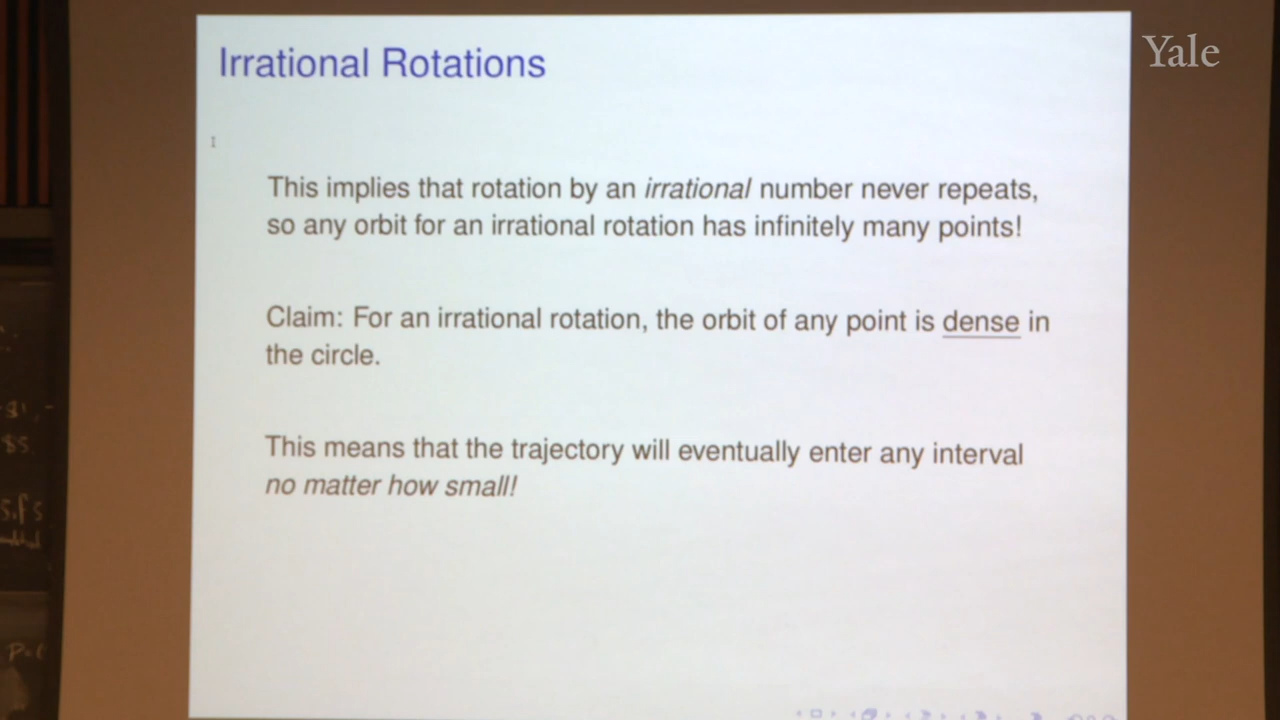 Irrational Rotations
Yale
This implies that rotation by an irrational number never repeats,
so any orbit for an irrational rotation has infinitely many points!
Claim: For an irrational rotation, the orbit of any point is dense in
the circle.
This means that the trajectory will eventually enter any interval
no matter how small!